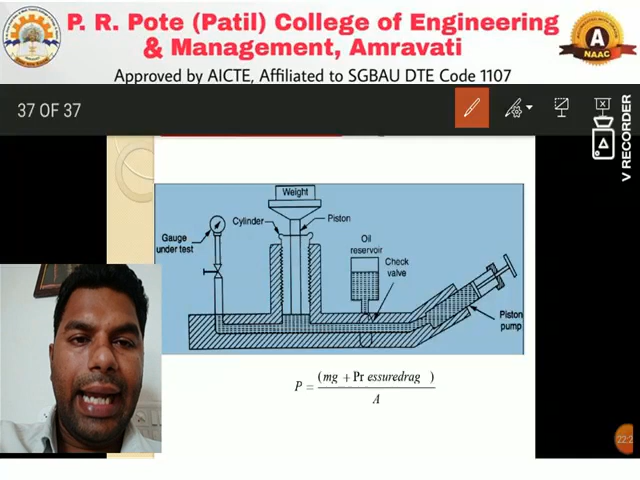 P. R. Pote (Patil) College of Engineering
& Management, Amravati
Approved by AICTE, Affiliated to SGBAU DTE Code 1107
A
NAAC
37 OF 37
V RECORDER
Weight
Cylinder
Piston
Gauge
under test
Oil
reservoir
Check
valve
Piston
pump
P = (mg + Pr essuredrag )
A